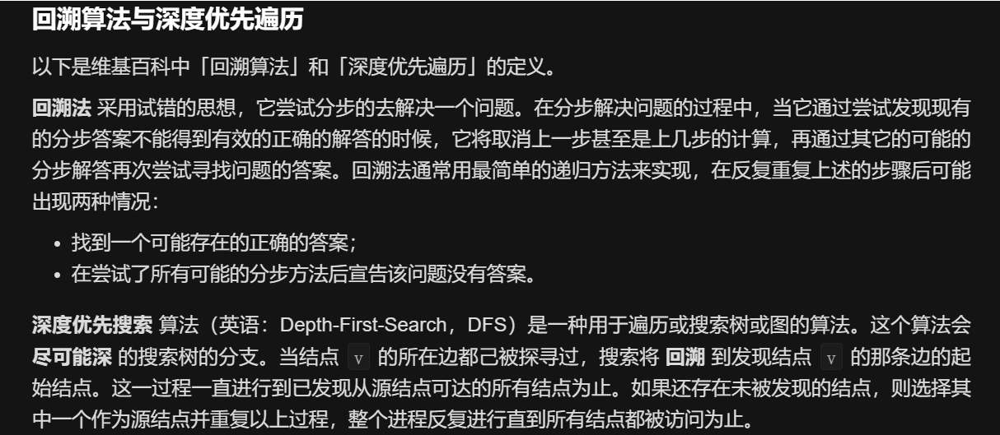 回溯算法与深度优先遍历
以下是维基百科中「回溯算法」和「深度优先遍历」的定义。
回溯法 采用试错的思想，它尝试分步的去解决一个问题。在分步解决问题的过程中，当它通过尝试发现现有
的分步答案不能得到有效的正确的解答的时候，它将取消上一步甚至是上几步的计算，再通过其它的可能的
分步解答再次尝试寻找问题的答案。回溯法通常用最简单的递归方法来实现，在反复重复上述的步骤后可能
出现两种情况：
• 找到一个可能存在的正确的答案；
• 在尝试了所有可能的分步方法后宣告该问题没有答案。
深度优先搜索 算法（英语：Depth-First-Search，DFS）是一种用于遍历或搜索树或图的算法。这个算法会
尽可能深 的搜索树的分支。当结点 v 的所在边都己被探寻过，搜索将 回溯 到发现结点 v 的那条边的起
始结点。这一过程一直进行到已发现从源结点可达的所有结点为止。如果还存在未被发现的结点，则选择其
中一个作为源结点并重复以上过程，整个进程反复进行直到所有结点都被访问为止。